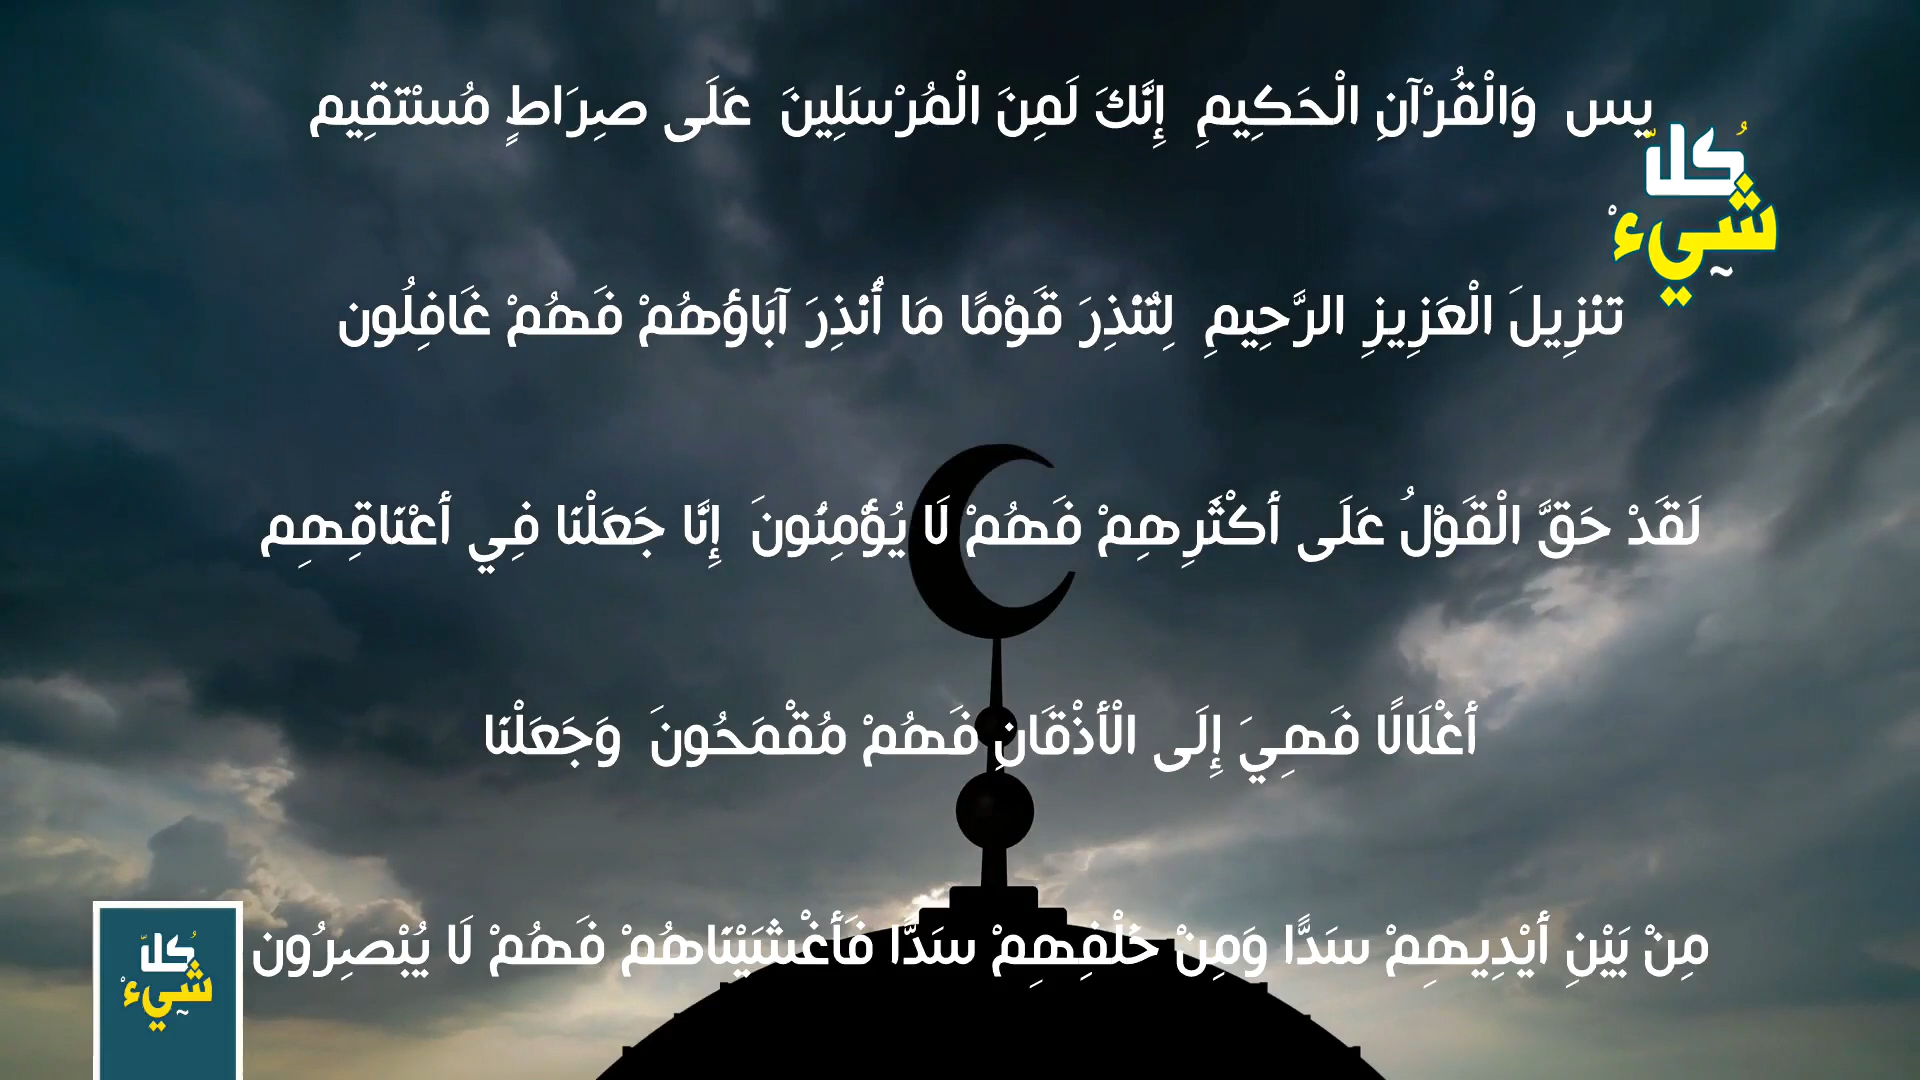 يس وَالْقُرْآنِ الْحَكِيمِ إِنَّكَ لَمِنَ الْمُرْسَلِينَ عَلَى صِرَاطٍ مُسْتَقِيم
كُلّ
شَيْء
تَنْزِيلَ الْعَزِيزِ الرَّحِيمِ لِتُنْذِرَ قَوْمًا مَا أُنْذِرَ آبَاؤُهُمْ فَهُمْ غَافِلُون
لَقَدْ حَقَّ الْقَوْلُ عَلَى أَكْثَرِهِمْ فَهُمْ لَا يُؤْمِنُونَ إِنَّا جَعَلْنَا فِي أَعْنَاقِهِم
أَغْلَالًا فَهِيَ إِلَى الْأَذْقَانِ فَهُمْ مُقْمَحُونَ وَجَعَلْنَا
مِنْ بَيْنِ أَيْدِيهِمْ سَدًّا وَمِنْ خَلْفِهِمْ سَدًّا فَأَغْشَيْنَاهُمْ فَهُمْ لَا يُبْصِرُون
كُلّ
شَيْء